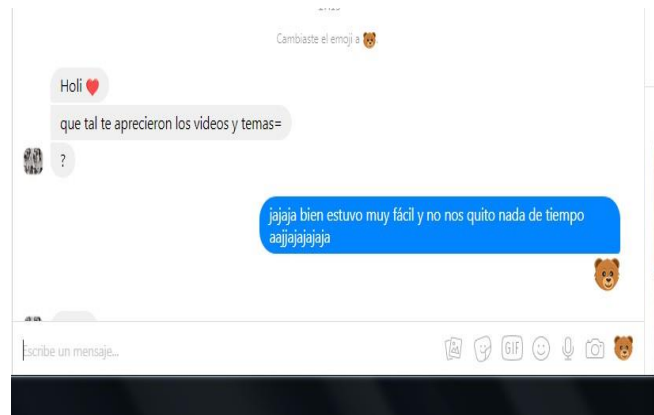 Cambiaste el emoji a 🐻
Holi ❤️
que tal te aprecieron los videos y temas=
?
jajaja bien estuvo muy fácil y no nos quito nada de tiempo
aajjajajajaja
Escribe un mensaje...
GIF